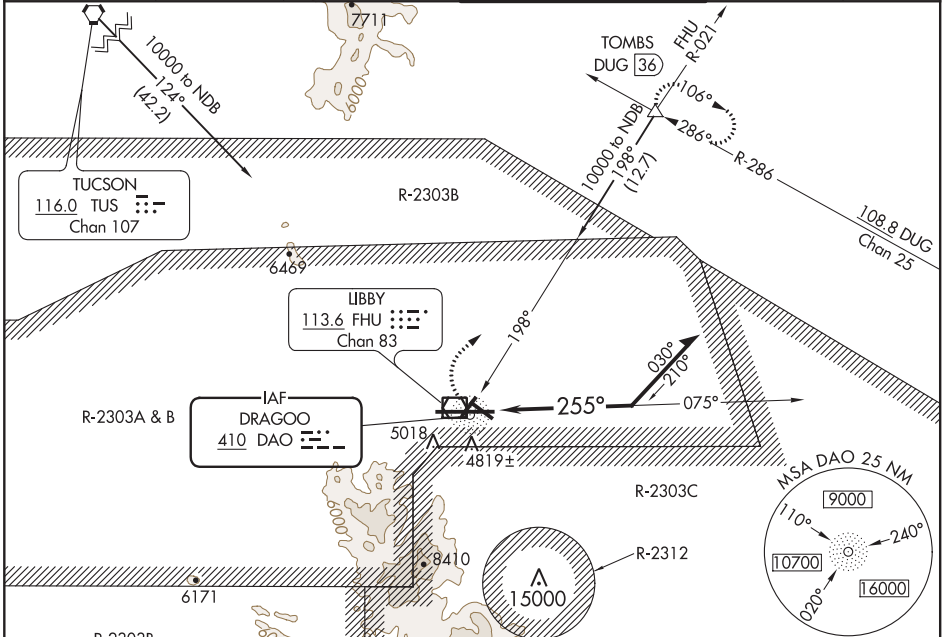 7711
6000
10000 to NDB
124°
(42.2)
TUCSON
116.0 TUS
Chan 107
TOMBS
DUG 36
FHU
R-021
106°
286°
R-286
108.8 DUG
Chan 25
10000 to NDB
198°
(12.7)
R-2303B
6469
LIBBY
113.6 FHU
Chan 83
198°
030°
210°
255°
075°
IAF
DRAGOO
410 DAO
R-2303A & B
5018
4819±
R-2303C
6000
8410
6171
R-2312
15000
MSA DAO 25 NM
9000
110°
240°
10700
16000
020°